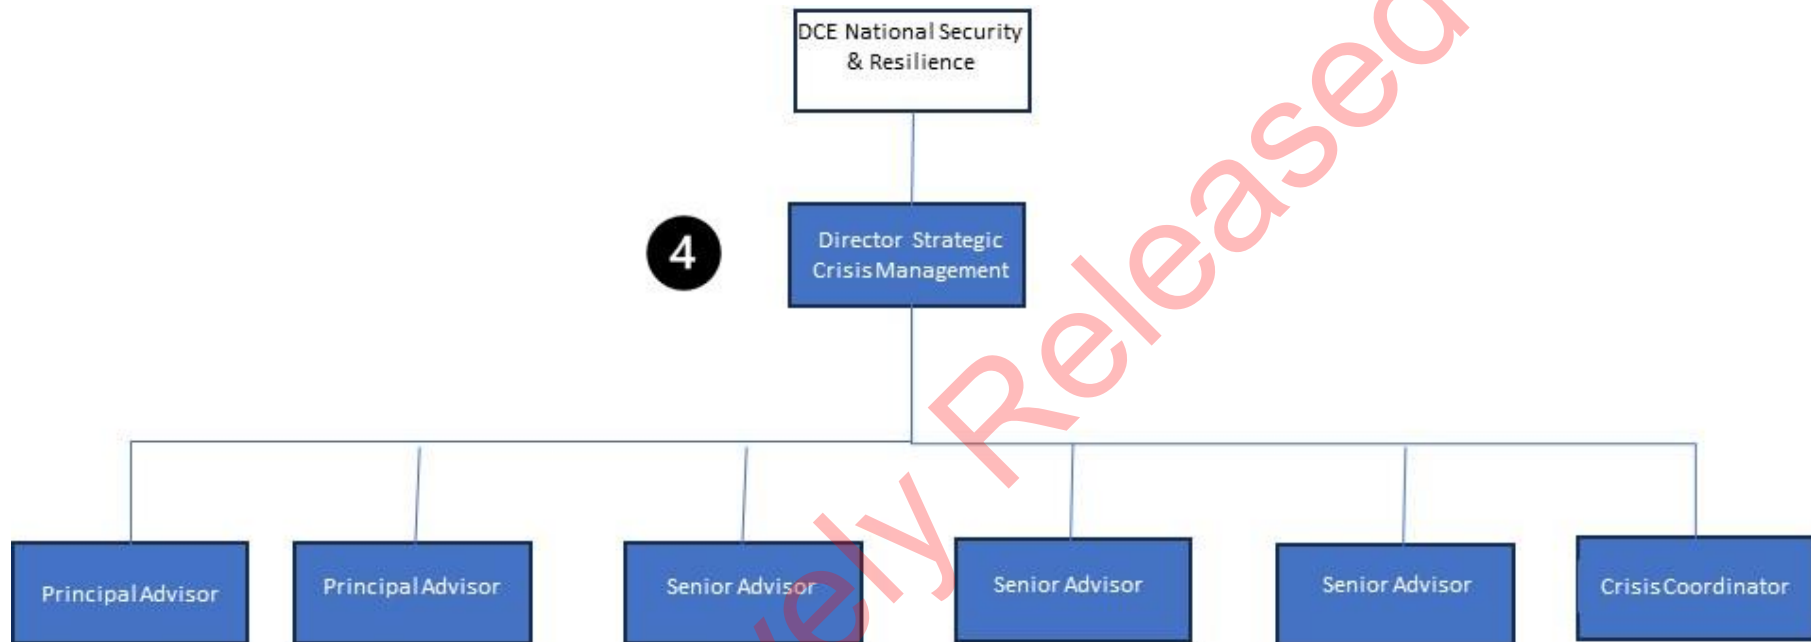 DCE National Security
& Resilience
4
Director Strategic
Crisis Management
Principal Advisor
Principal Advisor
Senior Advisor
Senior Advisor
Senior Advisor
Crisis Coordinator
Released